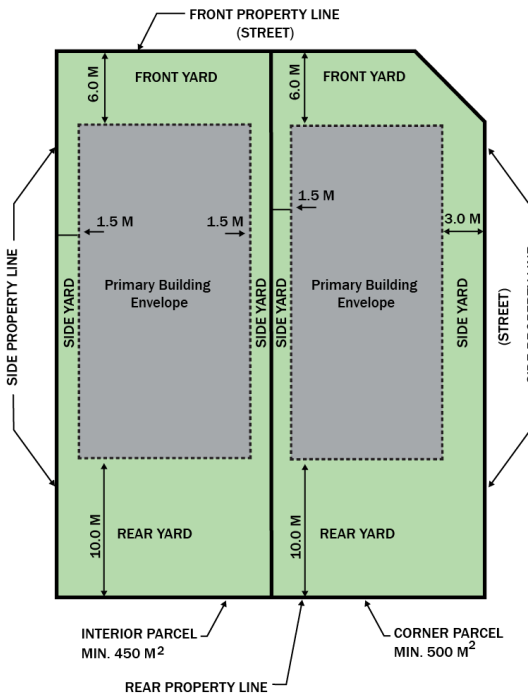 FRONT PROPERTY LINE
(STREET)
6.0 M
FRONT YARD
6.0 M
FRONT YARD
1.5 M
1.5 M
1.5 M
3.0 M
SIDE PROPERTY LINE
SIDE YARD
Primary Building
Envelope
SIDE YARD
SIDE YARD
Primary Building
Envelope
SIDE YARD
(STREET)
10.0 M
REAR YARD
10.0 M
REAR YARD
INTERIOR PARCEL
MIN. 450 M²
CORNER PARCEL
MIN. 500 M²
REAR PROPERTY LINE